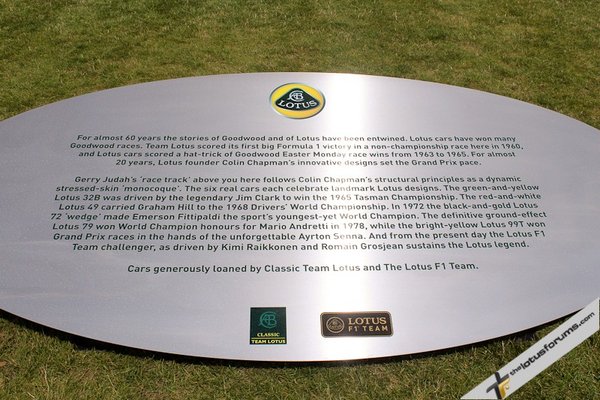 LOTUS
For almost 60 years the stories of Goodwood and of Lotus have been entwined. Lotus cars have won many
Goodwood races. Team Lotus scored its first big Formula 1 victory in a non-championship race here in 1960,
and Lotus cars scored a hat-trick of Goodwood Easter Monday race wins from 1963 to 1965. For almost
20 years, Lotus founder Colin Chapman's innovative designs set the Grand Prix pace.
Gerry Judah's 'race track' above you here follows Colin Chapman's structural principles as a dynamic
stressed-skin 'monocoque'. The six real cars each celebrate landmark Lotus designs. The green-and-yellow
Lotus 32B was driven by the legendary Jim Clark to win the 1965 Tasman Championship. The red-and-white
Lotus 49 carried Graham Hill to the 1968 Drivers' World Championship. In 1972 the black-and-gold Lotus
72 'wedge' made Emerson Fittipaldi the sport's youngest-yet World Champion. The definitive ground-effect
Lotus 79 won World Champion honours for Mario Andretti in 1978, while the bright-yellow Lotus 99T won
Grand Prix races in the hands of the unforgettable Ayrton Senna. And from the present day the Lotus F1
Team challenger, as driven by Kimi Raikkonen and Romain Grosjean sustains the Lotus legend.
Cars generously loaned by Classic Team Lotus and The Lotus F1 Team.
CLASSIC
TEAM LOTUS
LOTUS
F1 TEAM
thelotusforums.com